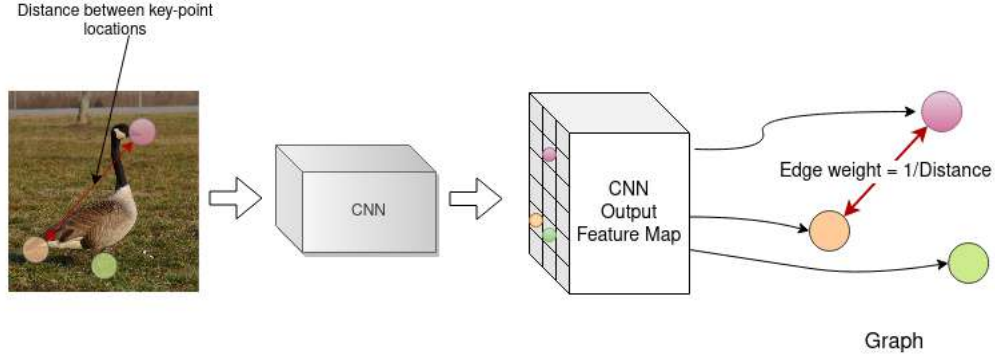 Distance between key-point
locations
CNN
CNN
Output
Feature Map
Edge weight = 1/Distance
Graph